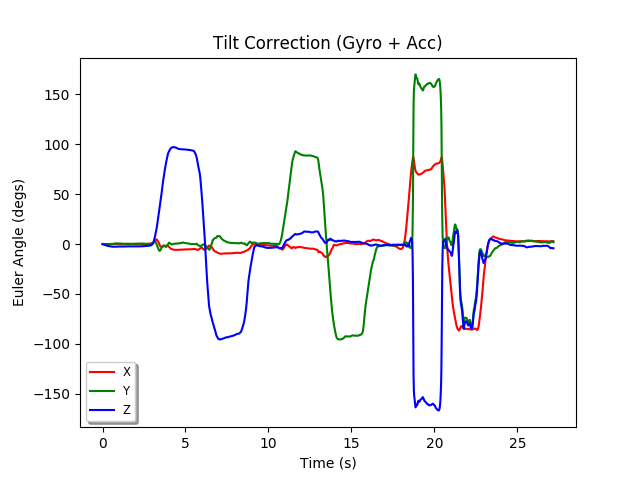 Tilt Correction (Gyro + Acc)
Euler Angle (degs)
150
100
50
0
−50
−100
−150
X
Y
Z
0 5 10 15 20 25
Time (s)